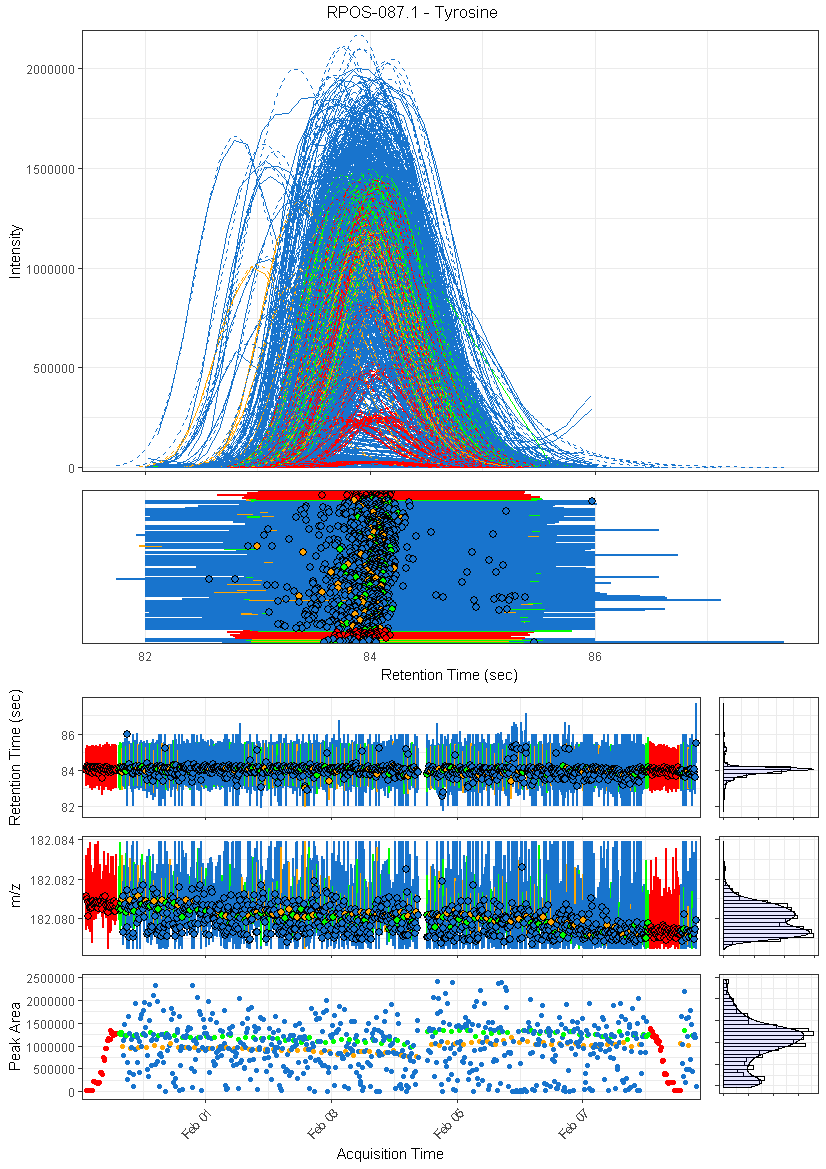 RPOS-087.1 - Tyrosine
Intensity
2000000
1500000
1000000
500000
0
82
84
86
Retention Time (sec)
Retention Time (sec)
86
84
82
m/z
182.084
182.082
182.080
Peak Area
2500000
2000000
1500000
1000000
500000
0
Feb 01
Feb 03
Feb 05
Feb 07
Acquisition Time